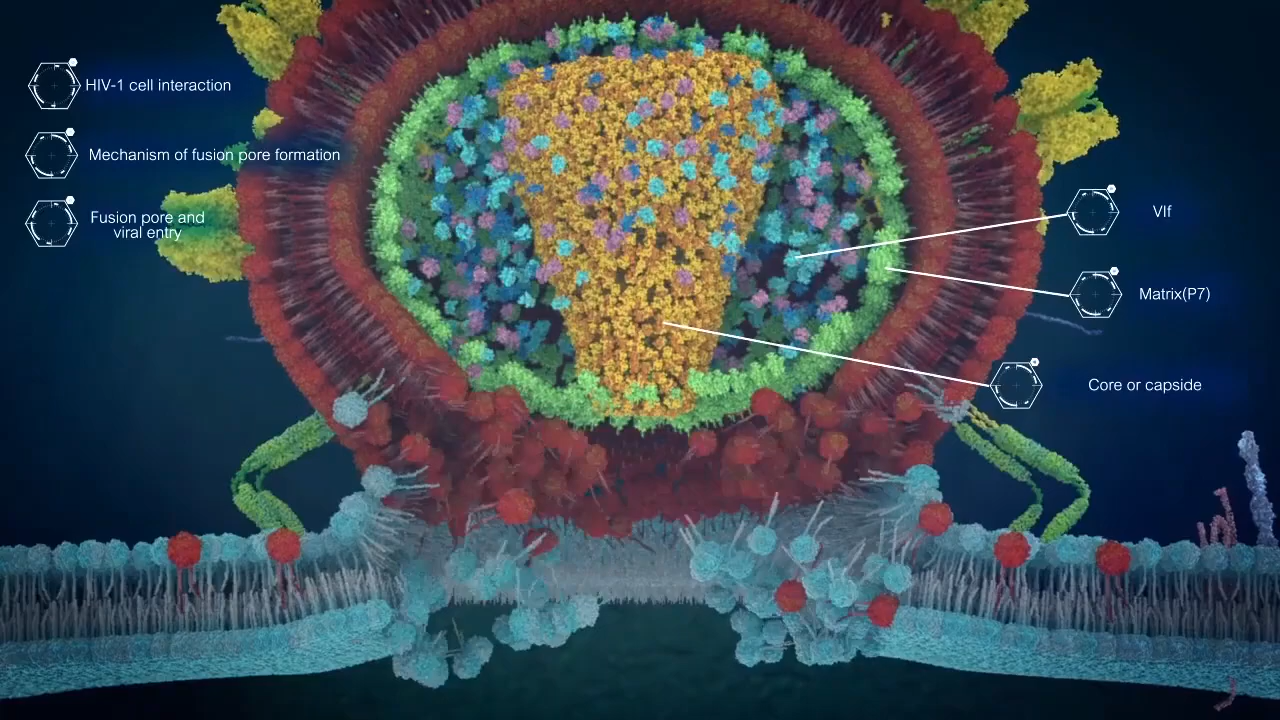 HIV-1 cell interaction
Mechanism of fusion pore formation
Fusion pore and
viral entry
VIf
Matrix(P7)
Core or capside